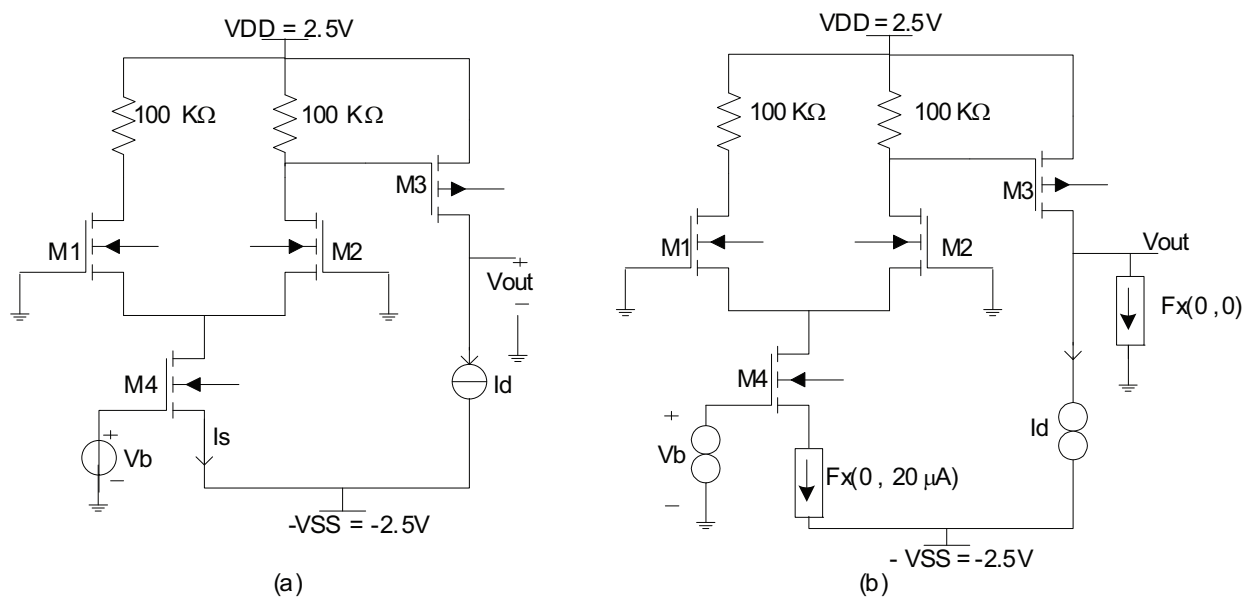 VDD = 2.5V
100 KΩ
100 KΩ
M3
M1
M2
+
Vout
−
M4
Is
Id
+
Vb
−
-VSS = -2.5V
(a)
VDD = 2.5V
100 KΩ
100 KΩ
M3
M1
M2
Vout
Fx(0 , 0)
M4
+
Vb
−
Fx(0 , 20 μA)
Id
- VSS = -2.5V
(b)